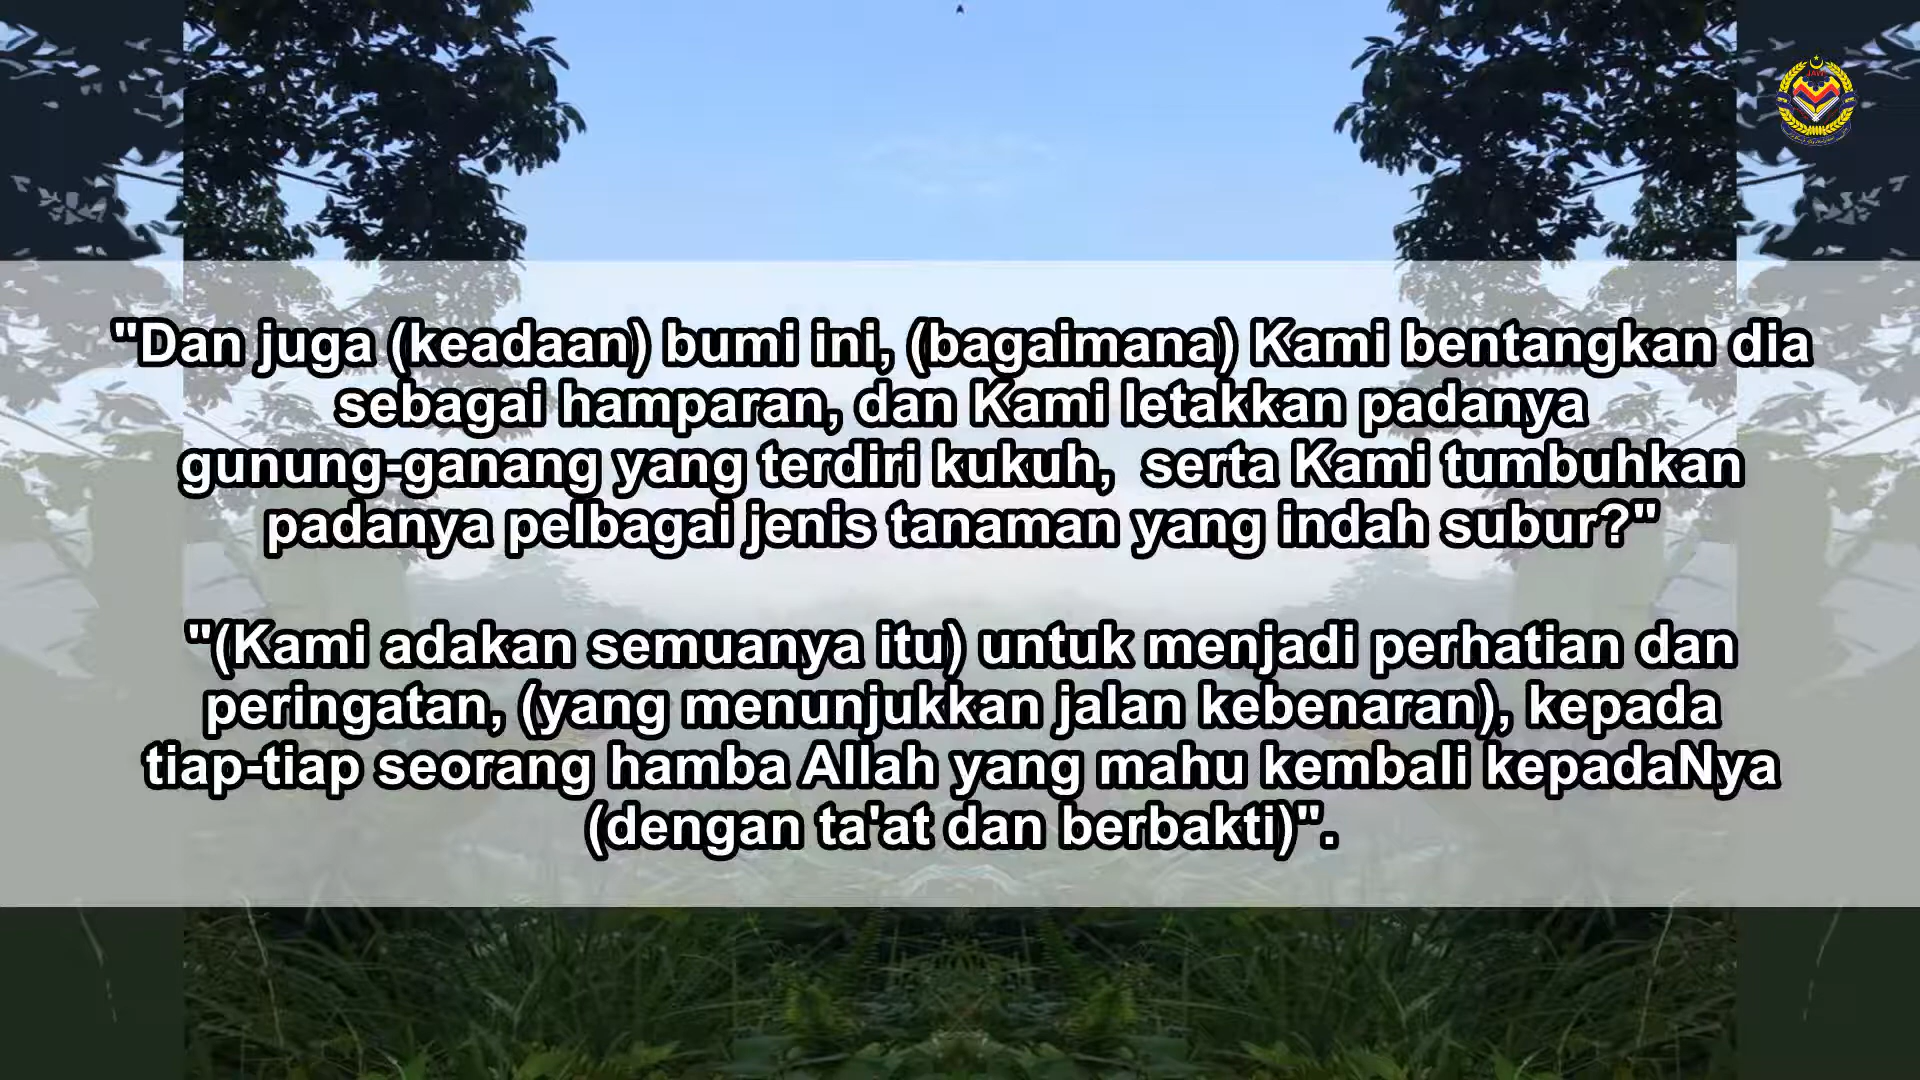 JAWI
"Dan juga (keadaan) bumi ini, (bagaimana) Kami bentangkan dia
sebagai hamparan, dan Kami letakkan padanya
gunung-ganang yang terdiri kukuh,  serta Kami tumbuhkan
padanya pelbagai jenis tanaman yang indah subur?"
"(Kami adakan semuanya itu) untuk menjadi perhatian dan
peringatan, (yang menunjukkan jalan kebenaran), kepada
tiap-tiap seorang hamba Allah yang mahu kembali kepadaNya
(dengan ta'at dan berbakti)".